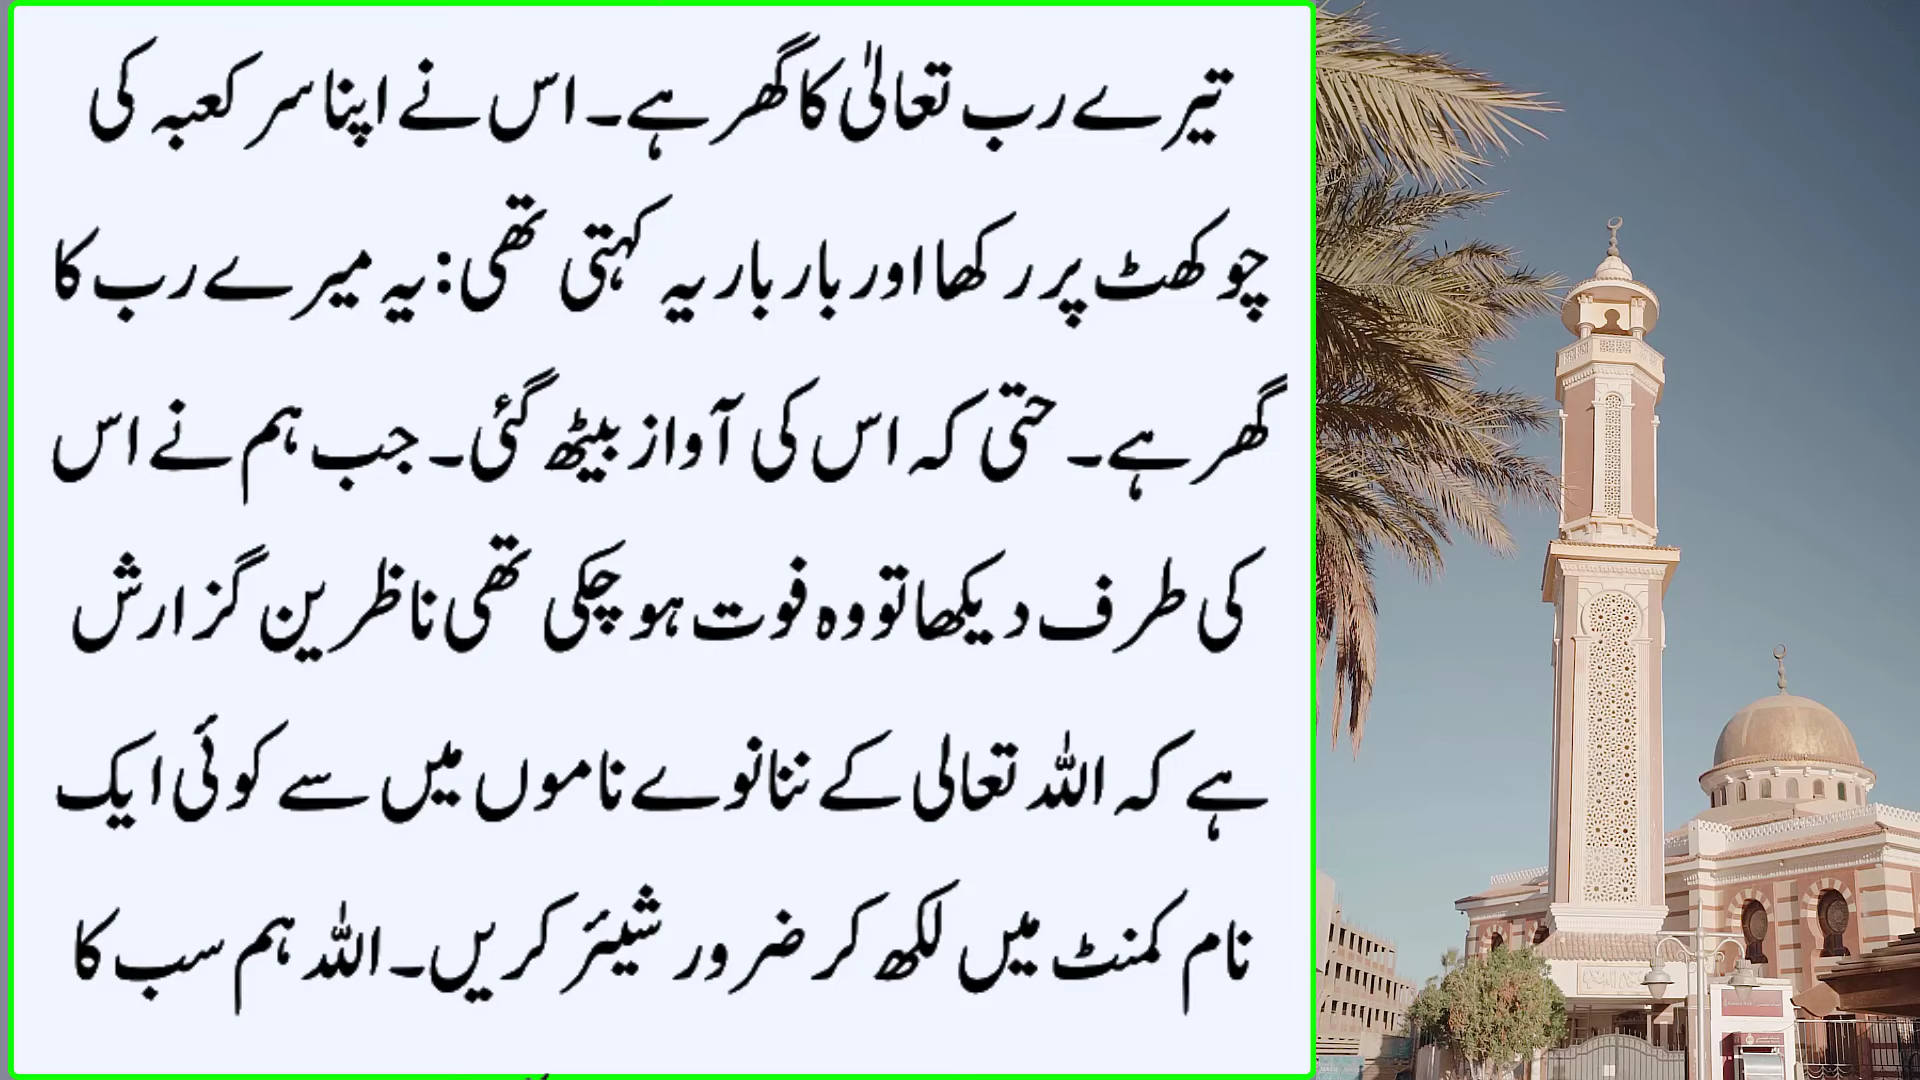 تیرے رب تعالیٰ کا گھر ہے۔ اس نے اپنا سر کعبہ کی
چوکھٹ پر رکھا اور بار بار یہ کہتی تھی: یہ میرے رب کا
گھر ہے۔ حتی کہ اس کی آواز بیٹھ گئی۔ جب ہم نے اس
کی طرف دیکھا تو وہ فوت ہو چکی تھی ناظرین گزارش
ہے کہ اللہ تعالی کے ننانوے ناموں میں سے کوئی ایک
نام کمنٹ میں لکھ کر ضرور شیئر کریں۔ اللہ ہم سب کا